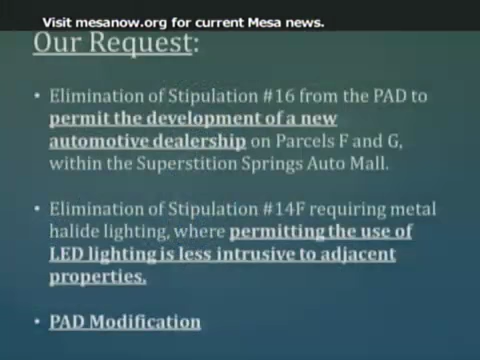 Visit mesanow.org for current Mesa news.
Our Request:
• Elimination of Stipulation #16 from the PAD to
permit the development of a new
automotive dealership on Parcels F and G,
within the Superstition Springs Auto Mall.
• Elimination of Stipulation #14F requiring metal
halide lighting, where permitting the use of
LED lighting is less intrusive to adjacent
properties.
• PAD Modification